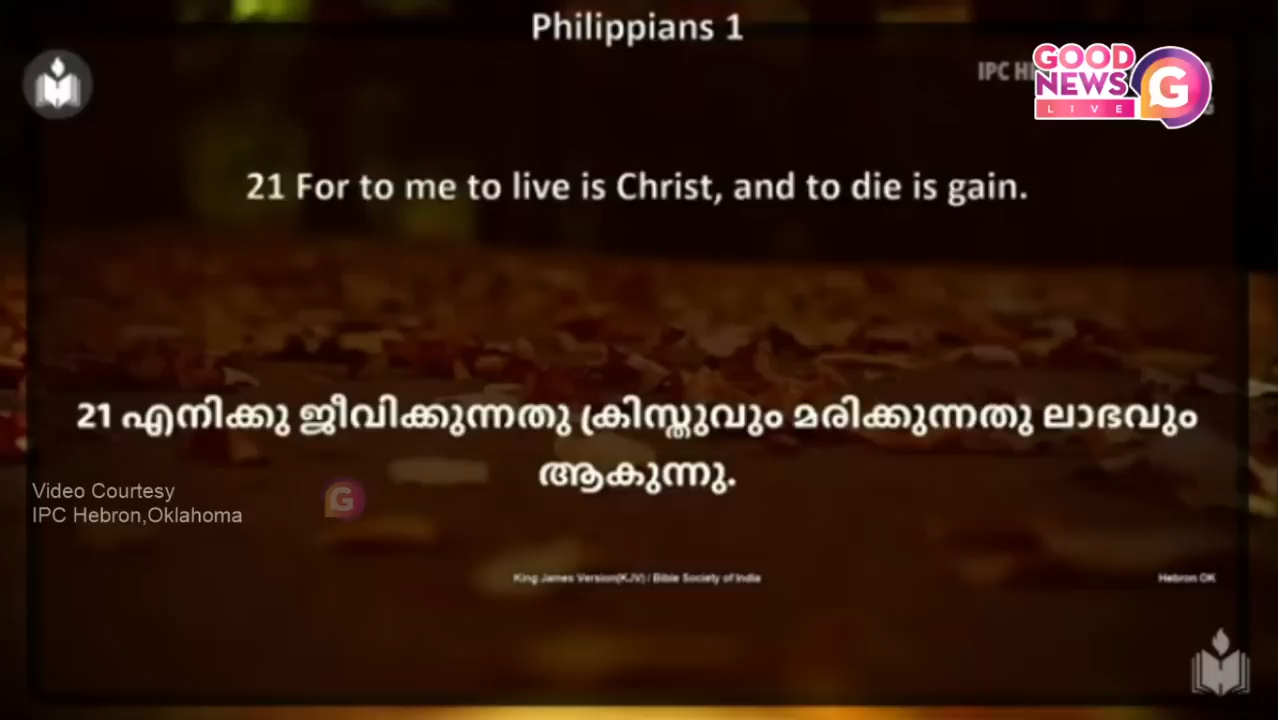 Philippians 1
IPC
GOOD
NEWS
LIVE
G
21 For to me to live is Christ, and to die is gain.
21 എനിക്കു ജീവിക്കുന്നതു ക്രിസ്തുവും മരിക്കുന്നതു ലാഭവും
ആകുന്നു.
Video Courtesy
IPC Hebron,Oklahoma
G
King James Version(KJV) / Bible Society of India
Hebron OK